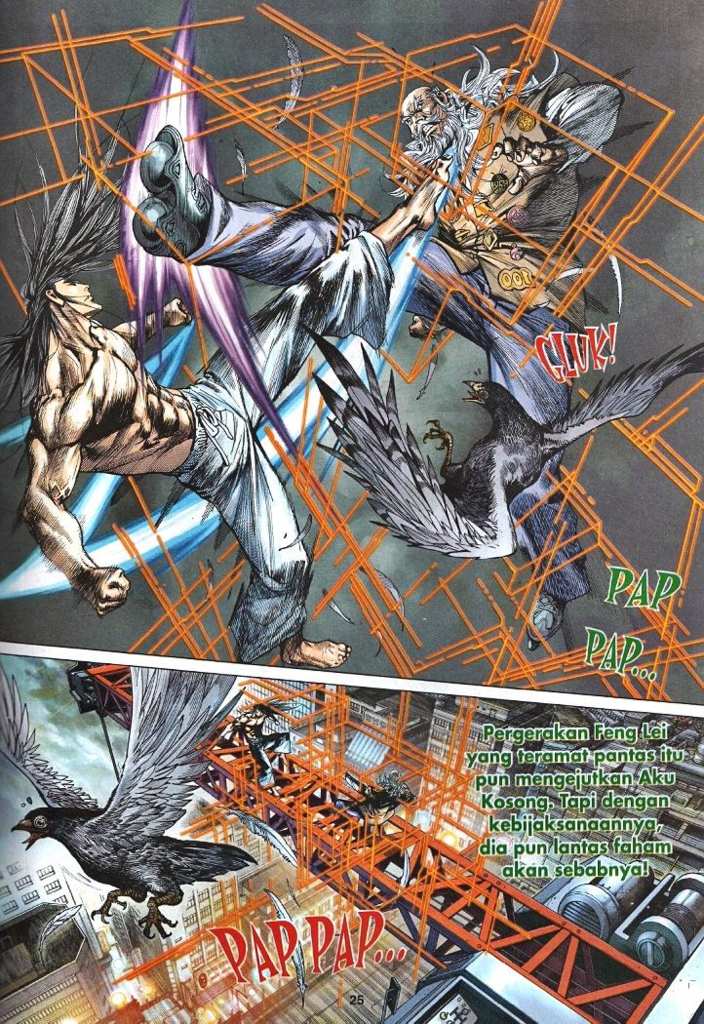 GLUK!
PAP
PAP...
Pergerakan Feng Lei
yang teramat pantas itu
pun mengejutkan Aku
Kosong. Tapi dengan
kebijaksanaannya,
dia pun lantas faham
akan sebabnya!
PAP PAP...
25